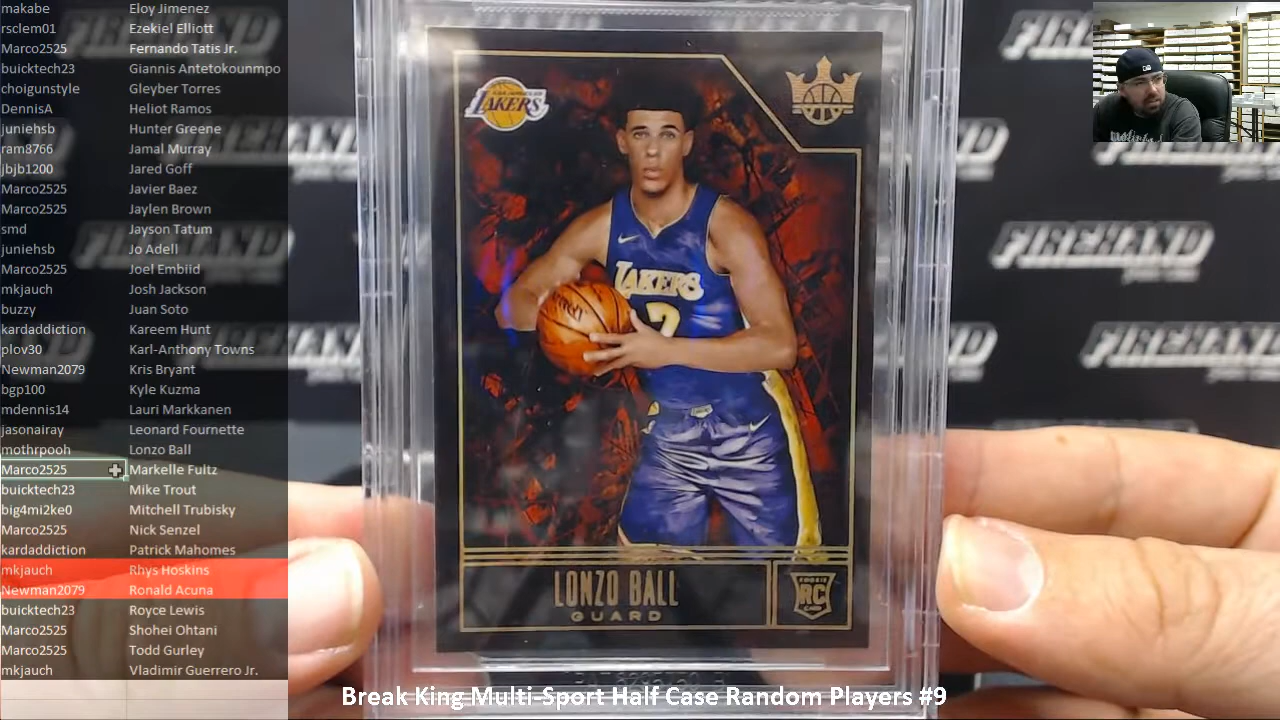 makabe Eloy Jimenez
rsclem01 Ezekiel Elliott
Marco2525 Fernando Tatis Jr.
buicktech23 Giannis Antetokounmpo
choigunstyle Gleyber Torres
DennisA Heliot Ramos
juniehsb Hunter Greene
ram8766 Jamal Murray
jbjb1200 Jared Goff
Marco2525 Javier Baez
Marco2525 Jaylen Brown
smd Jayson Tatum
juniehsb Jo Adell
Marco2525 Joel Embiid
mkjauch Josh Jackson
buzzy Juan Soto
kardaddiction Kareem Hunt
plov30 Karl-Anthony Towns
Newman2079 Kris Bryant
bgp100 Kyle Kuzma
mdennis14 Lauri Markkanen
jasonairay Leonard Fournette
mothrpooh Lonzo Ball
Marco2525 Markelle Fultz
buicktech23 Mike Trout
big4mi2ke0 Mitchell Trubisky
Marco2525 Nick Senzel
kardaddiction Patrick Mahomes
mkjauch Rhys Hoskins
Newman2079 Ronald Acuna
buicktech23 Royce Lewis
Marco2525 Shohei Ohtani
Marco2525 Todd Gurley
mkjauch Vladimir Guerrero Jr.
LAKERS
LAKERS
2
LONZO BALL
GUARD
ROOKIE
RC
CARD
FIREHAND
FIREHAND
FIREHAND
Break King Multi-Sport Half Case Random Players #9